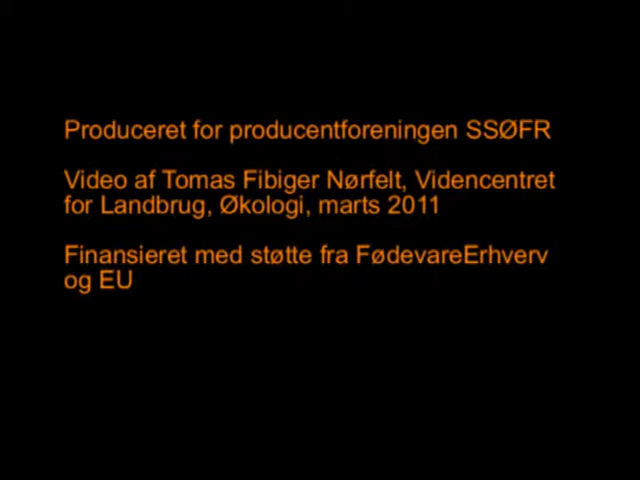 Produceret for producentforeningen SSØFR
Video af Tomas Fibiger Nørfelt, Videncentret
for Landbrug, Økologi, marts 2011
Finansieret med støtte fra FødevareErhverv
og EU